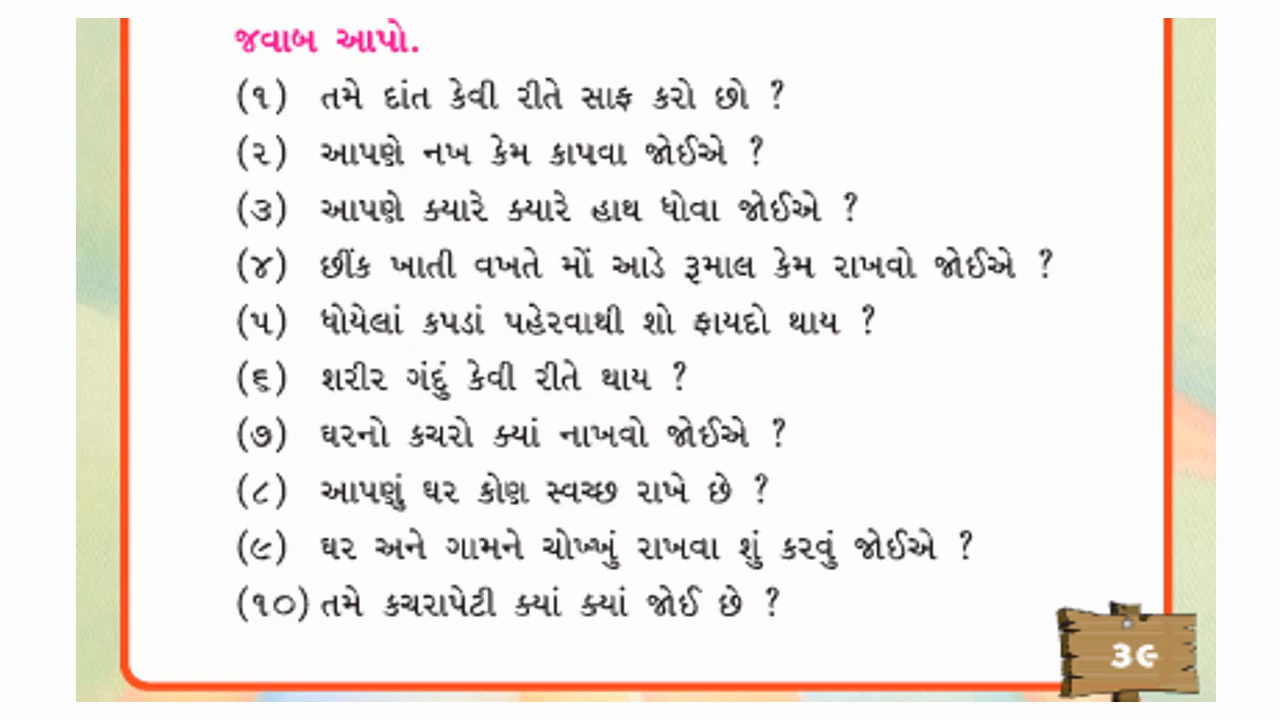 જવાબ આપો.
(૧) તમે દાંત કેવી રીતે સાફ કરો છો ?
(૨) આપણે નખ કેમ કાપવા જોઈએ ?
(૩) આપણે ક્યારે ક્યારે હાથ ધોવા જોઈએ ?
(૪) છીંક ખાતી વખતે મોં આડે રૂમાલ કેમ રાખવો જોઈએ ?
(૫) ધોયેલાં કપડાં પહેરવાથી શો ફાયદો થાય ?
(૬) શરીર ગંદું કેવી રીતે થાય ?
(૭) ઘરનો કચરો ક્યાં નાખવો જોઈએ ?
(૮) આપણું ઘર કોણ સ્વચ્છ રાખે છે ?
(૯) ઘર અને ગામને ચોખ્ખું રાખવા શું કરવું જોઈએ ?
(૧૦) તમે કચરાપેટી ક્યાં ક્યાં જોઈ છે ?
૩૯